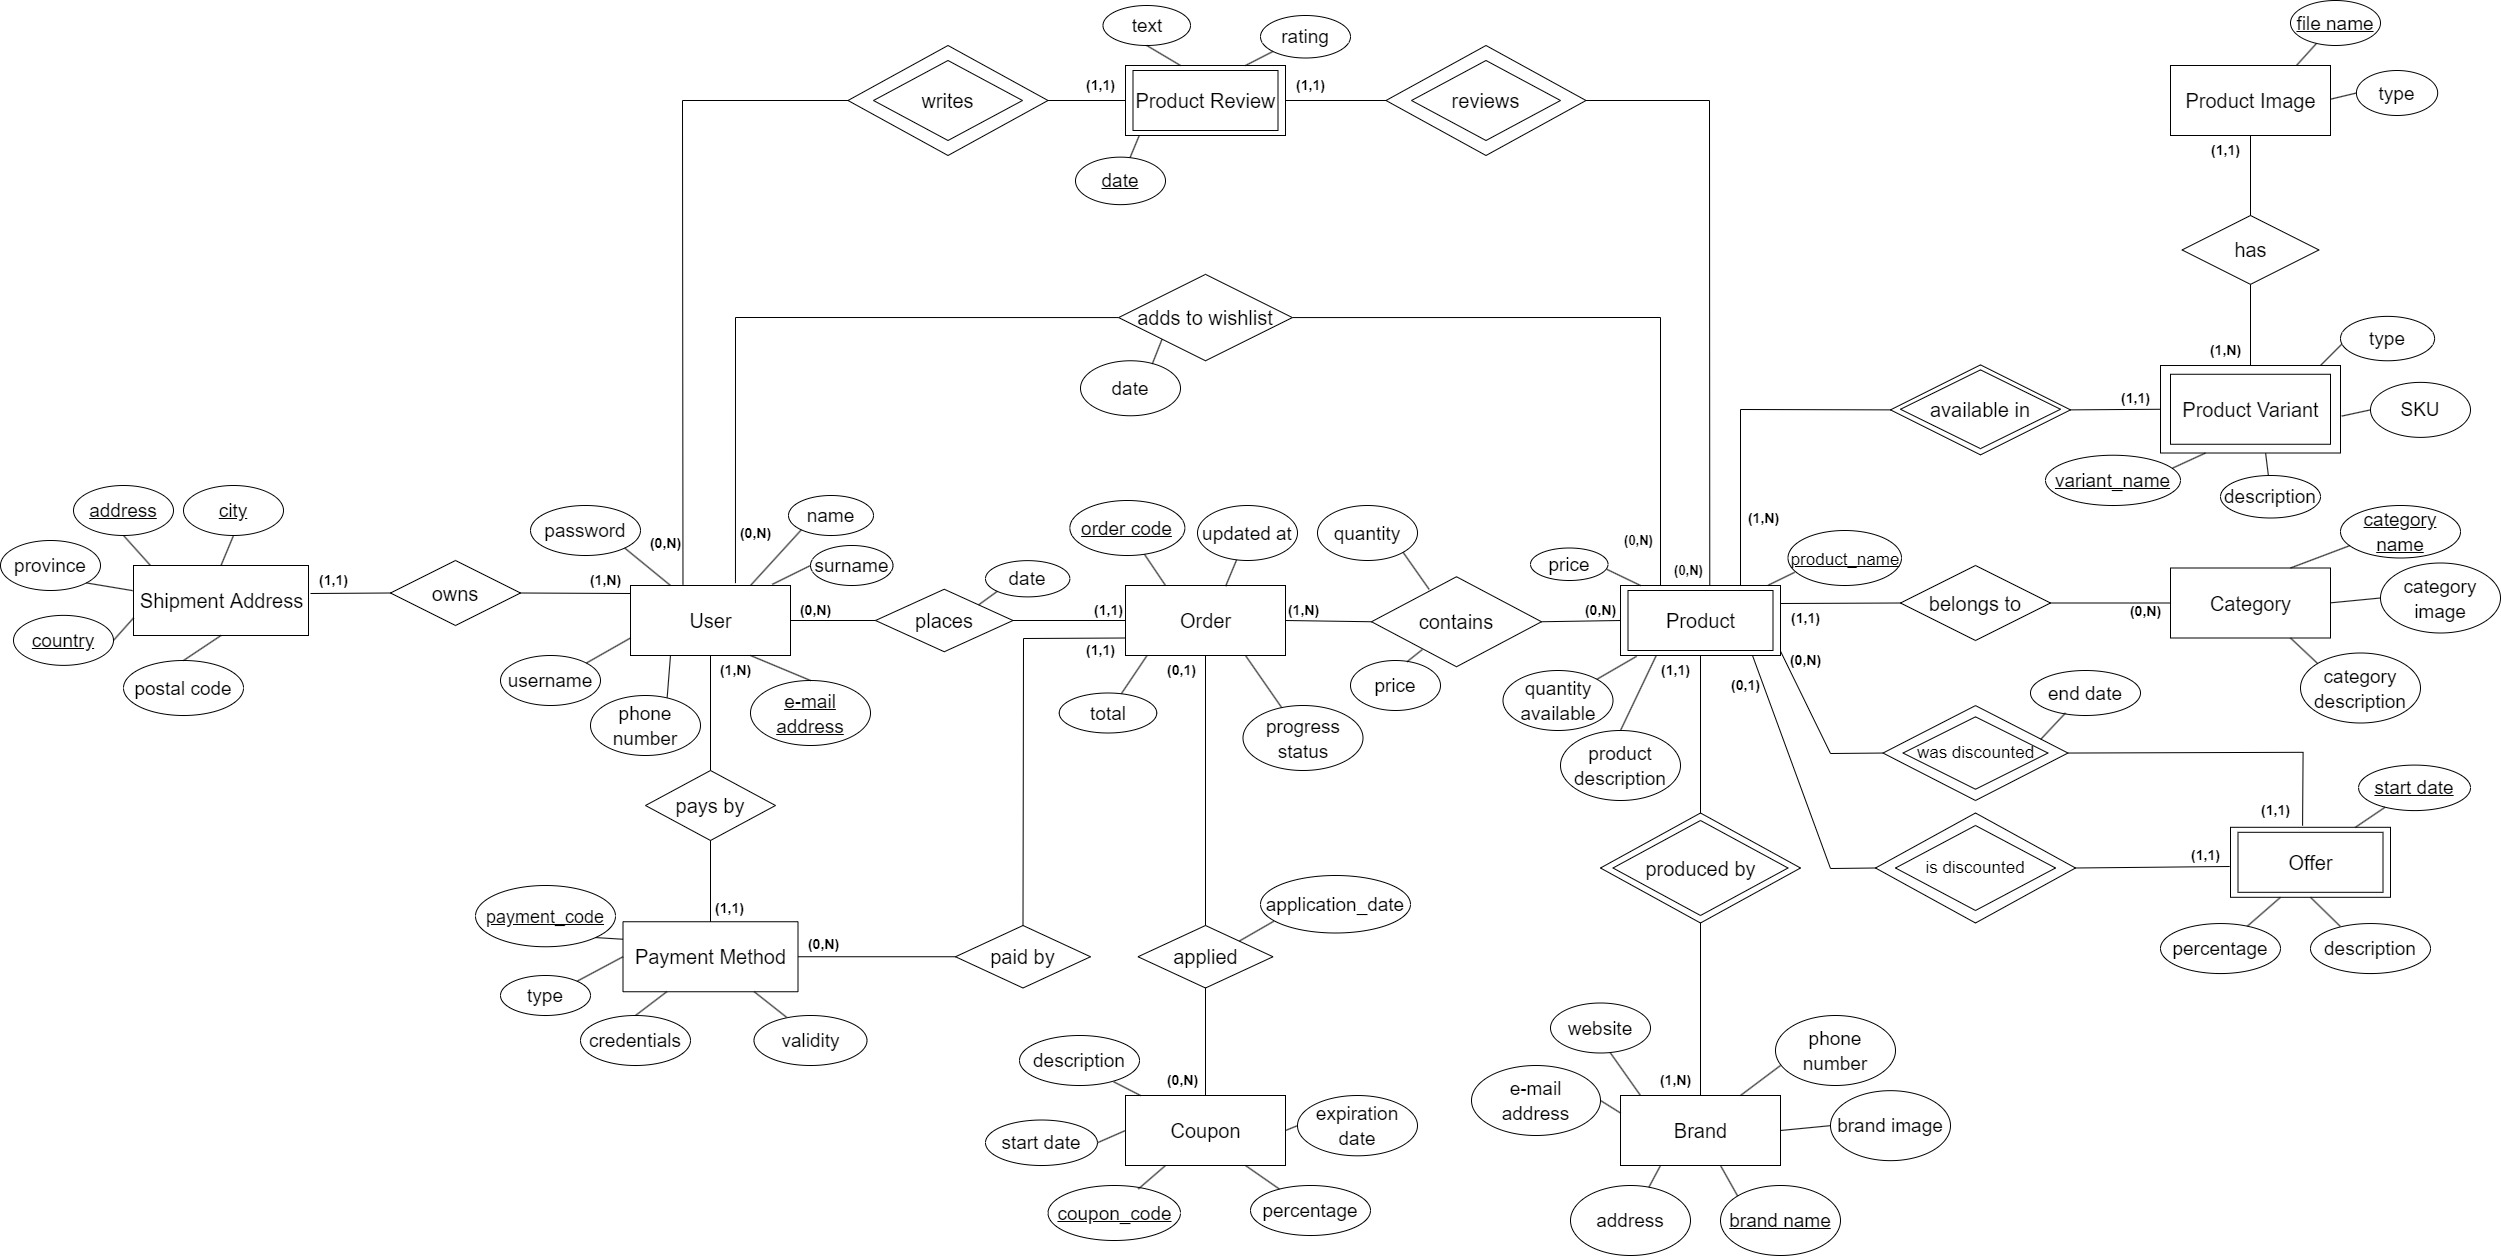 file name
text
rating
writes
(1,1)
Product Review
(1,1)
reviews
Product Image
type
date
(1,1)
has
adds to wishlist
date
(1,N)
type
available in
(1,1)
Product Variant
SKU
variant_name
description
address
city
password
name
(0,N)
(0,N)
order code
updated at
quantity
(0,N)
(1,N)
category
name
province
(1,1)
owns
(1,N)
surname
date
price
(0,N)
product_name
Shipment Address
User
(0,N)
places
(1,1)
Order
(1,N)
contains
(0,N)
Product
(1,1)
belongs to
(0,N)
Category
category
image
country
postal code
username
(1,N)
phone
number
e-mail
address
(1,1)
(0,1)
total
progress
status
price
quantity
available
(1,1)
(0,1)
(0,N)
product
description
end date
category
description
was discounted
pays by
start date
(1,1)
(1,1)
is discounted
Offer
produced by
payment_code
(1,1)
application_date
Payment Method
(0,N)
paid by
applied
percentage
description
type
credentials
validity
website
phone
number
description
(0,N)
e-mail
address
(1,N)
start date
Coupon
expiration
date
Brand
brand image
coupon_code
percentage
address
brand name